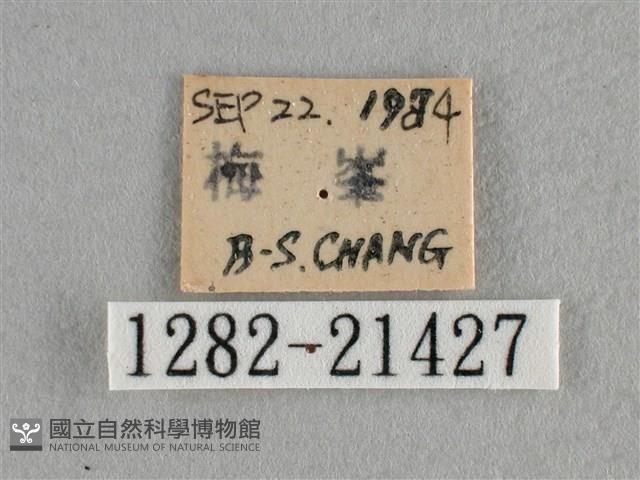 SEP 22. 1984
梅 峯
B-S. CHANG
1282-21427
國立自然科學博物館
NATIONAL MUSEUM OF NATURAL SCIENCE